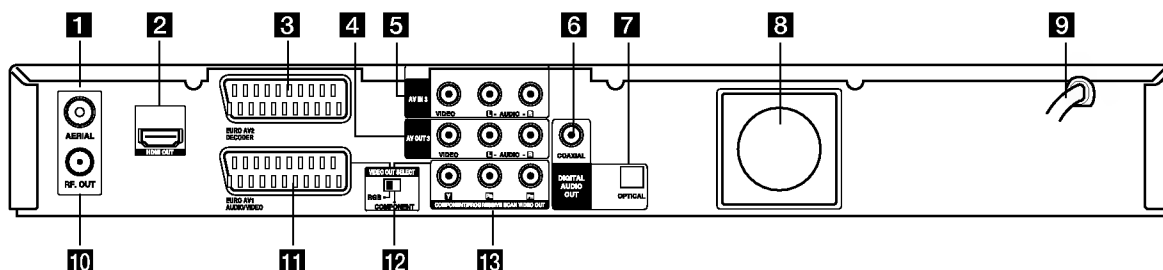 1 2 3 4 5 6 7 8 9
AERIAL
RF. OUT
HDMI OUT
EURO AV2
DECODER
EURO AV1
AUDIO/VIDEO
AV IN 3
VIDEO L - AUDIO - R
AV OUT 3
VIDEO L - AUDIO - R
VIDEO OUT SELECT
RGB
COMPONENT
Y
COMPONENT/PROGRESSIVE SCAN VIDEO OUT
COAXIAL
DIGITAL
AUDIO
OUT
OPTICAL
10 11 12 13